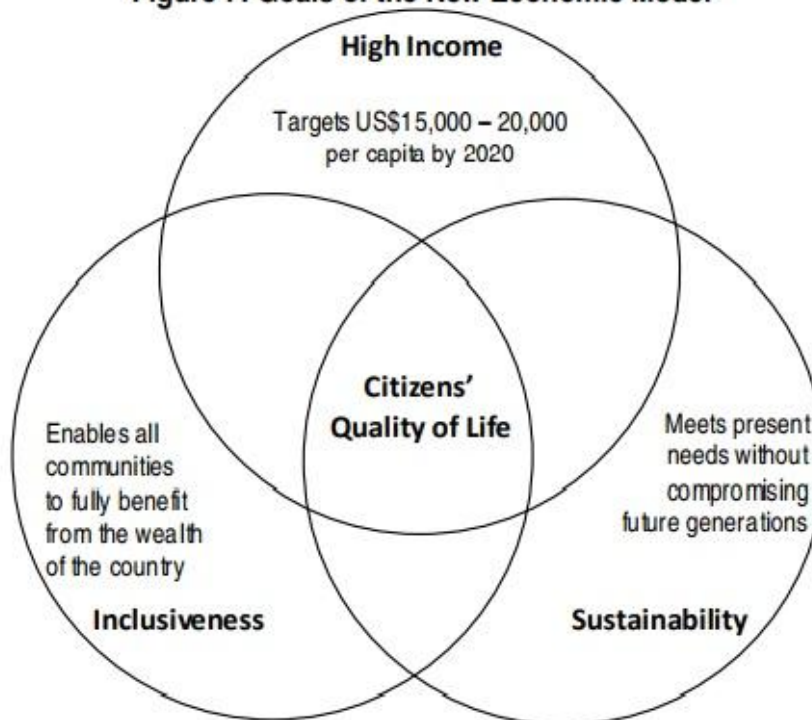 High Income
Targets US$15,000 – 20,000
per capita by 2020
Citizens’
Quality of Life
Enables all
communities
to fully benefit
from the wealth
of the country
Inclusiveness
Meets present
needs without
compromising
future generations
Sustainability